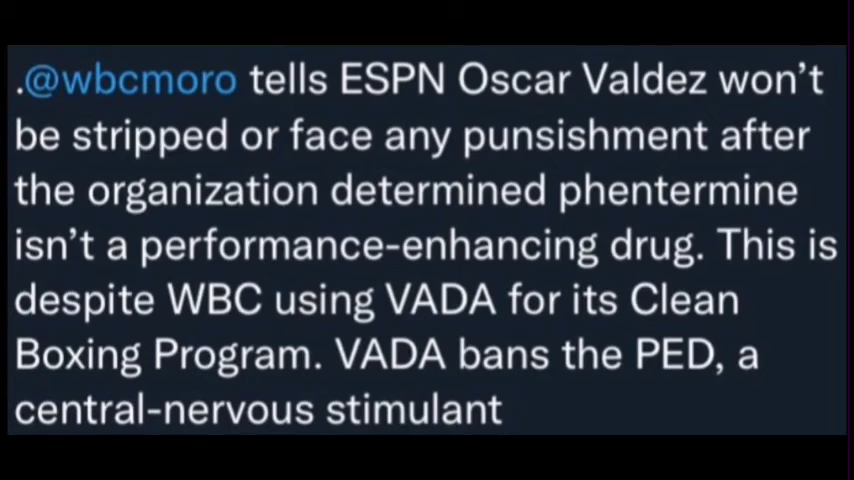 .@wbcmoro tells ESPN Oscar Valdez won't
be stripped or face any punsishment after
the organization determined phentermine
isn't a performance-enhancing drug. This is
despite WBC using VADA for its Clean
Boxing Program. VADA bans the PED, a
central-nervous stimulant